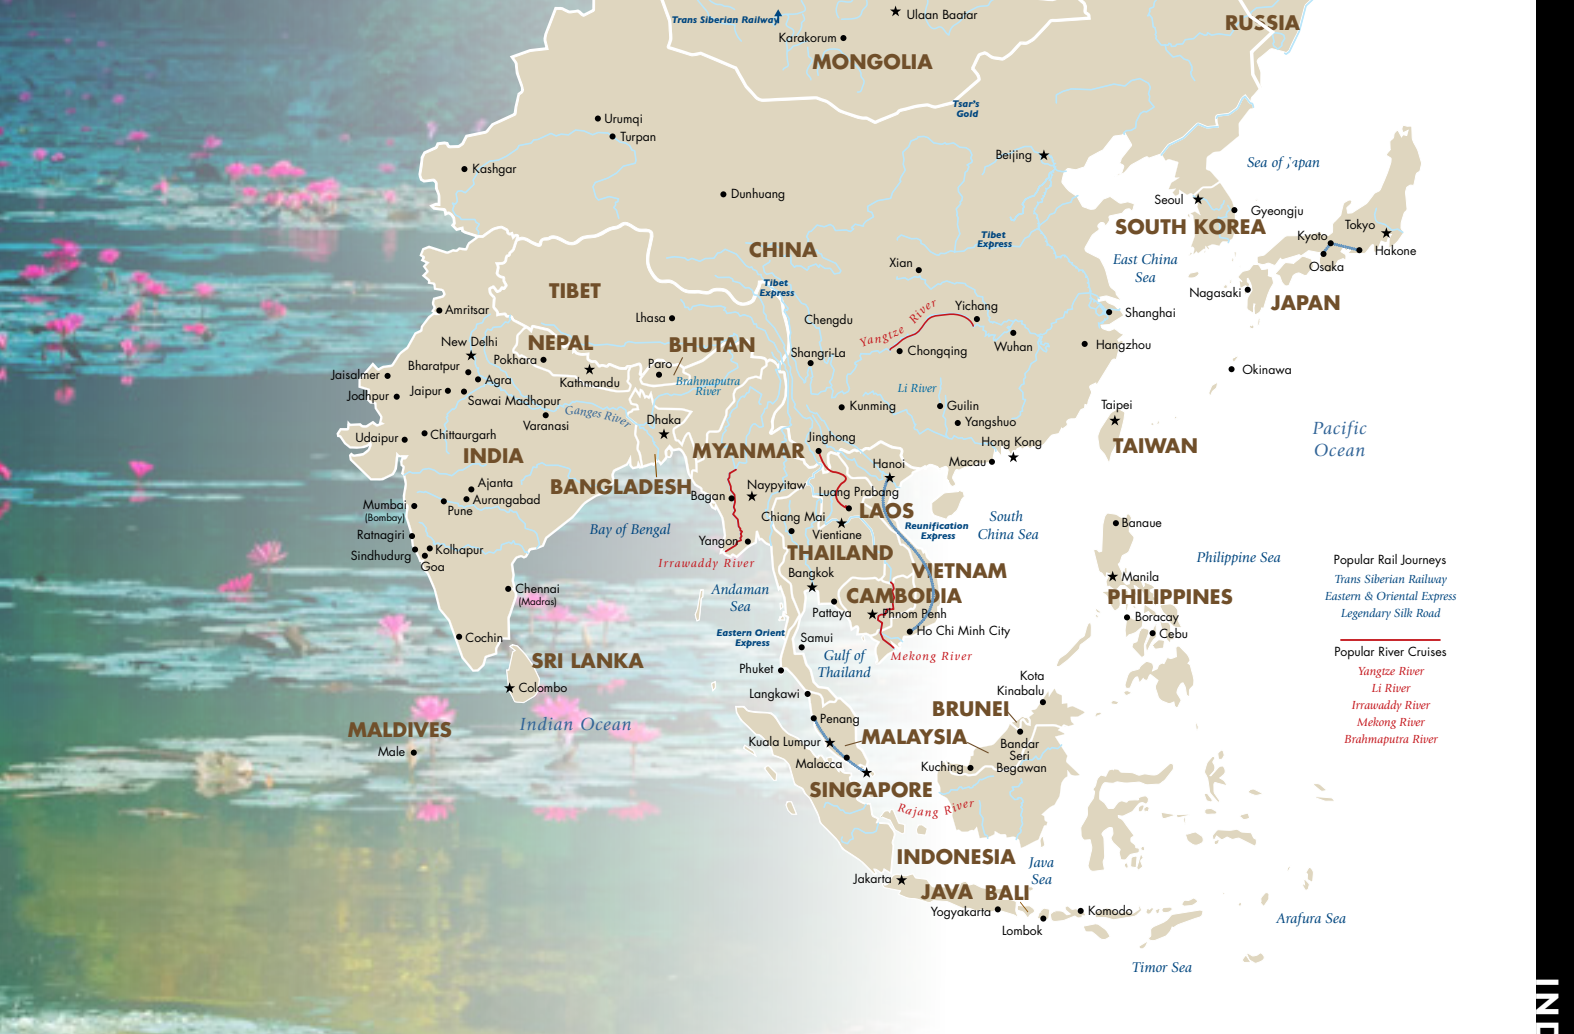 Trans Siberian Railway
Ulaan Baatar
RUSSIA
Karakorum
MONGOLIA
Tsar's
Gold
Urumqi
Turpan
Kashgar
Beijing
Dunhuang
Sea of Japan
Seoul
Gyeongju
SOUTH KOREA
Tokyo
Kyoto
Hakone
Osaka
Tibet
Express
CHINA
East China
Sea
Xian
Nagasaki
JAPAN
TIBET
Tibet
Express
Amritsar
Lhasa
Chengdu
Yangtze River
Yichang
Shanghai
New Delhi
NEPAL
BHUTAN
Pokhara
Shangri-La
Chongqing
Wuhan
Hangzhou
Bharatpur
Paro
Jaisalmer
Agra
Kathmandu
Brahmaputra
River
Okinawa
Jodhpur
Jaipur
Sawai Madhopur
Li River
Ganges River
Varanasi
Dhaka
Kunming
Guilin
Yangshuo
Taipei
Udaipur
Chittaurgarh
Jinghong
Hong Kong
Pacific
Ocean
INDIA
MYANMAR
Macau
TAIWAN
Hanoi
BANGLADESH
Ajanta
Aurangabad
Naypyitaw
Bagan
Luang Prabang
LAOS
Mumbai
(Bombay)
Pune
Chiang Mai
Vientiane
Reunification
Express
South
China Sea
Banaue
Ratnagiri
Bay of Bengal
Yangon
Sindhudurg
Kolhapur
Goa
Irrawaddy River
THAILAND
Bangkok
VIETNAM
Philippine Sea
Manila
Chennai
(Madras)
Andaman
Sea
CAMBODIA
Pattaya
Phnom Penh
PHILIPPINES
Boracay
Cebu
Eastern Orient
Express
Samui
Ho Chi Minh City
Cochin
Gulf of
Thailand
Mekong River
SRI LANKA
Phuket
Colombo
Langkawi
Kota
Kinabalu
Indian Ocean
Penang
BRUNEI
MALDIVES
Male
Kuala Lumpur
MALAYSIA
Bandar
Seri
Begawan
Malacca
Kuching
SINGAPORE
Rajang River
INDONESIA
Java
Sea
Jakarta
JAVA
BALI
Yogyakarta
Komodo
Lombok
Arafura Sea
Timor Sea
Popular Rail Journeys
Trans Siberian Railway
Eastern & Oriental Express
Legendary Silk Road
Popular River Cruises
Yangtze River
Li River
Irrawaddy River
Mekong River
Brahmaputra River